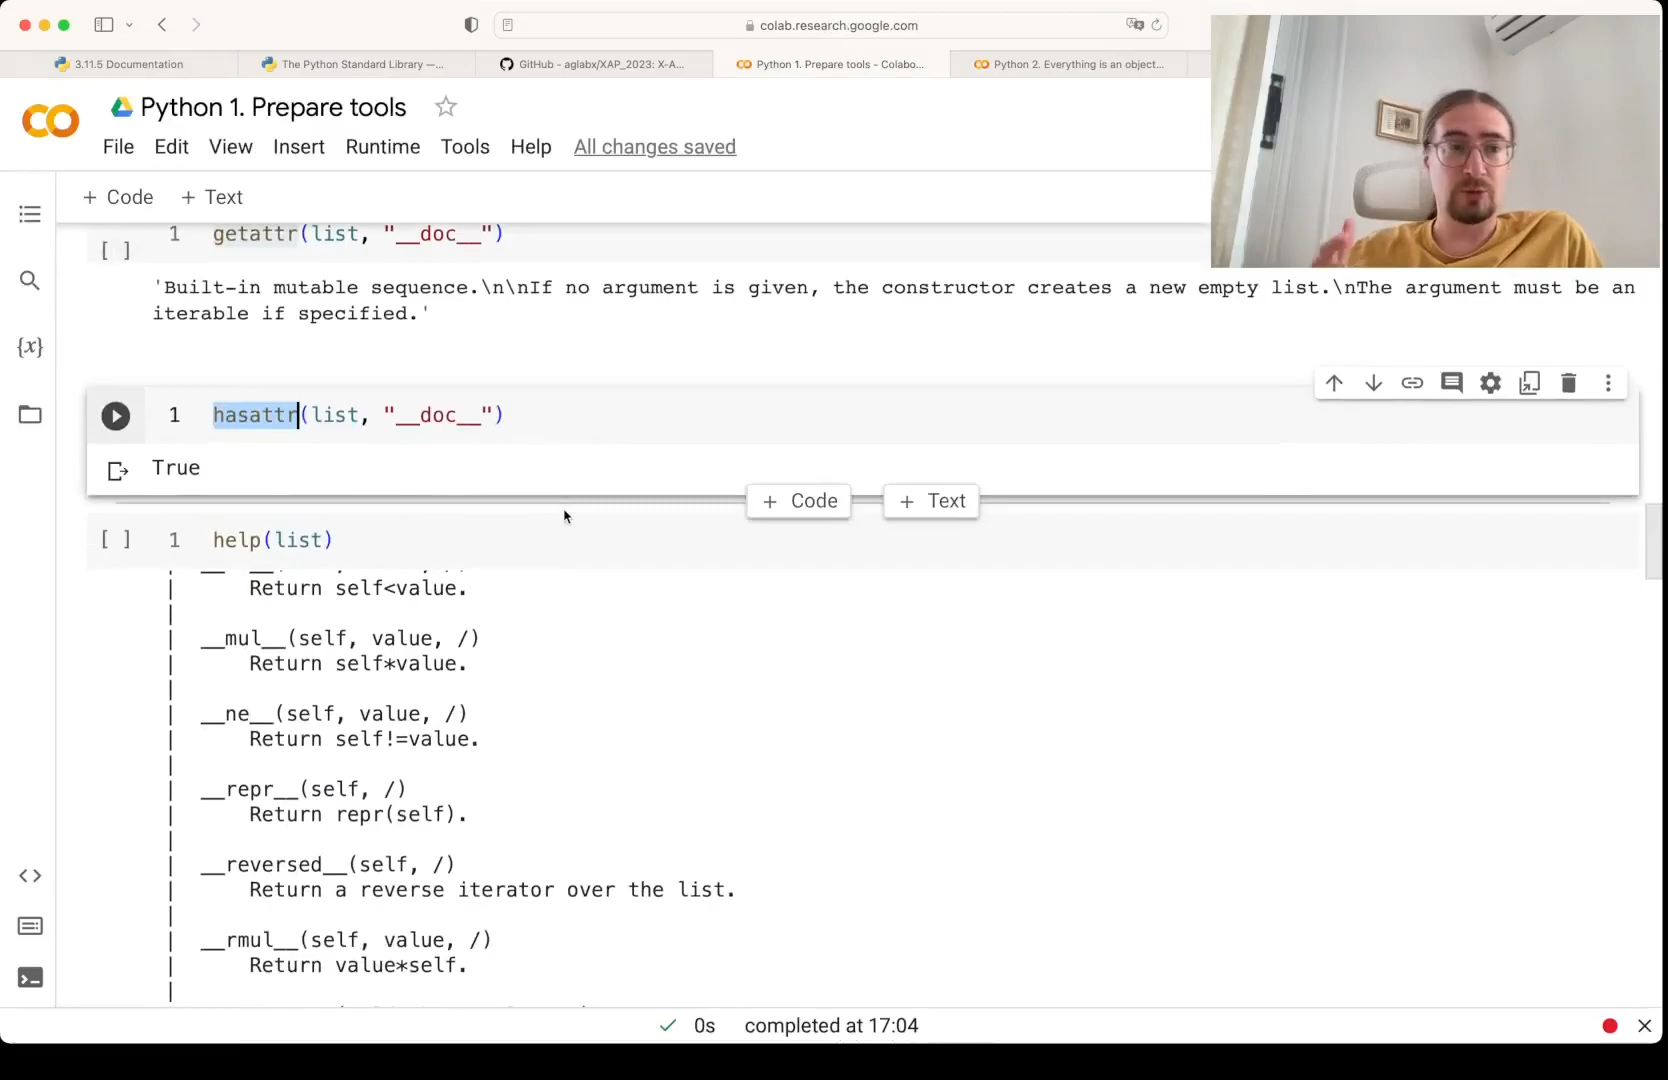 colab.research.google.com
3.11.5 Documentation
The Python Standard Library —...
GitHub - aglabx/XAP_2023: X-A...
Python 1. Prepare tools - Colabo...
Python 2. Everything is an object...
Python 1. Prepare tools
File Edit View Insert Runtime Tools Help All changes saved
+ Code + Text
[ ] 1 getattr(list, "__doc__")
'Built-in mutable sequence.\n\nIf no argument is given, the constructor creates a new empty list.\nThe argument must be an
iterable if specified.'
1 hasattr(list, "__doc__")
True
+ Code + Text
[ ] 1 help(list)
| Return self<value.
|
| __mul__(self, value, /)
| Return self*value.
|
| __ne__(self, value, /)
| Return self!=value.
|
| __repr__(self, /)
| Return repr(self).
|
| __reversed__(self, /)
| Return a reverse iterator over the list.
|
| __rmul__(self, value, /)
| Return value*self.
|
{x}
0s completed at 17:04